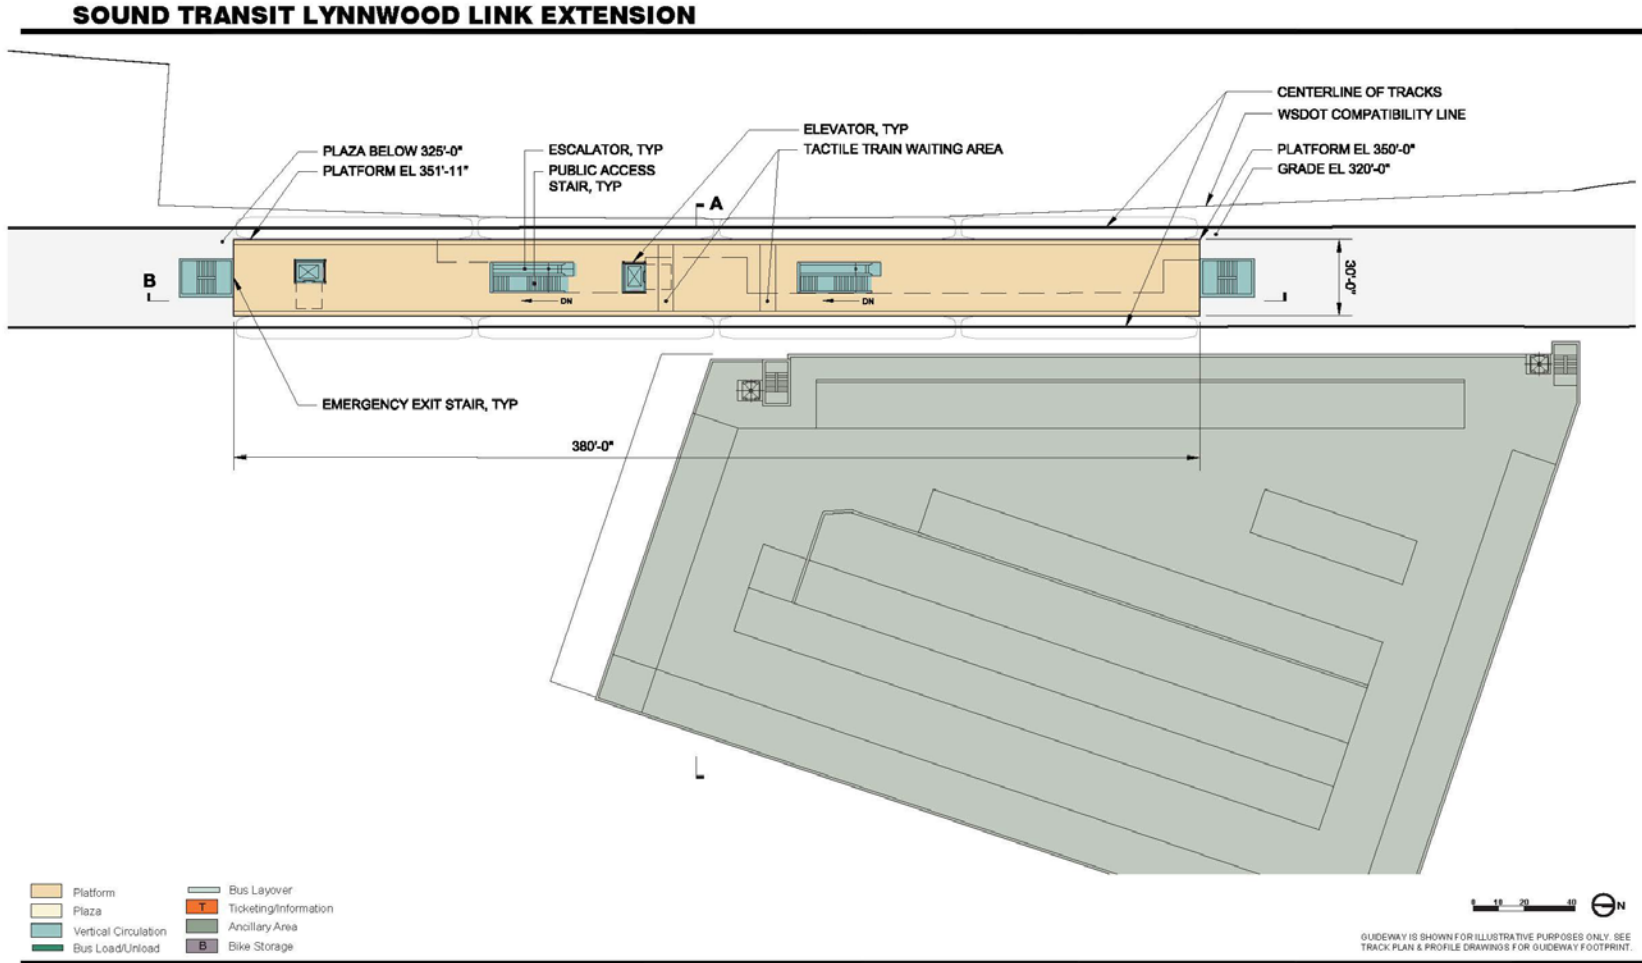 SOUND TRANSIT LYNNWOOD LINK EXTENSION
CENTERLINE OF TRACKS
WSDOT COMPATIBILITY LINE
PLATFORM EL 350'-0"
GRADE EL 320'-0"
ELEVATOR, TYP
TACTILE TRAIN WAITING AREA
ESCALATOR, TYP
PUBLIC ACCESS
STAIR, TYP
PLAZA BELOW 325'-0"
PLATFORM EL 351'-11"
A
B
DN
DN
30'-0"
EMERGENCY EXIT STAIR, TYP
380'-0"
Platform
Plaza
Vertical Circulation
Bus Load/Unload
Bus Layover
T Ticketing/Information
Ancillary Area
B Bike Storage
0 10 20 40
N
GUIDEWAY IS SHOWN FOR ILLUSTRATIVE PURPOSES ONLY. SEE
TRACK PLAN & PROFILE DRAWINGS FOR GUIDEWAY FOOTPRINT.